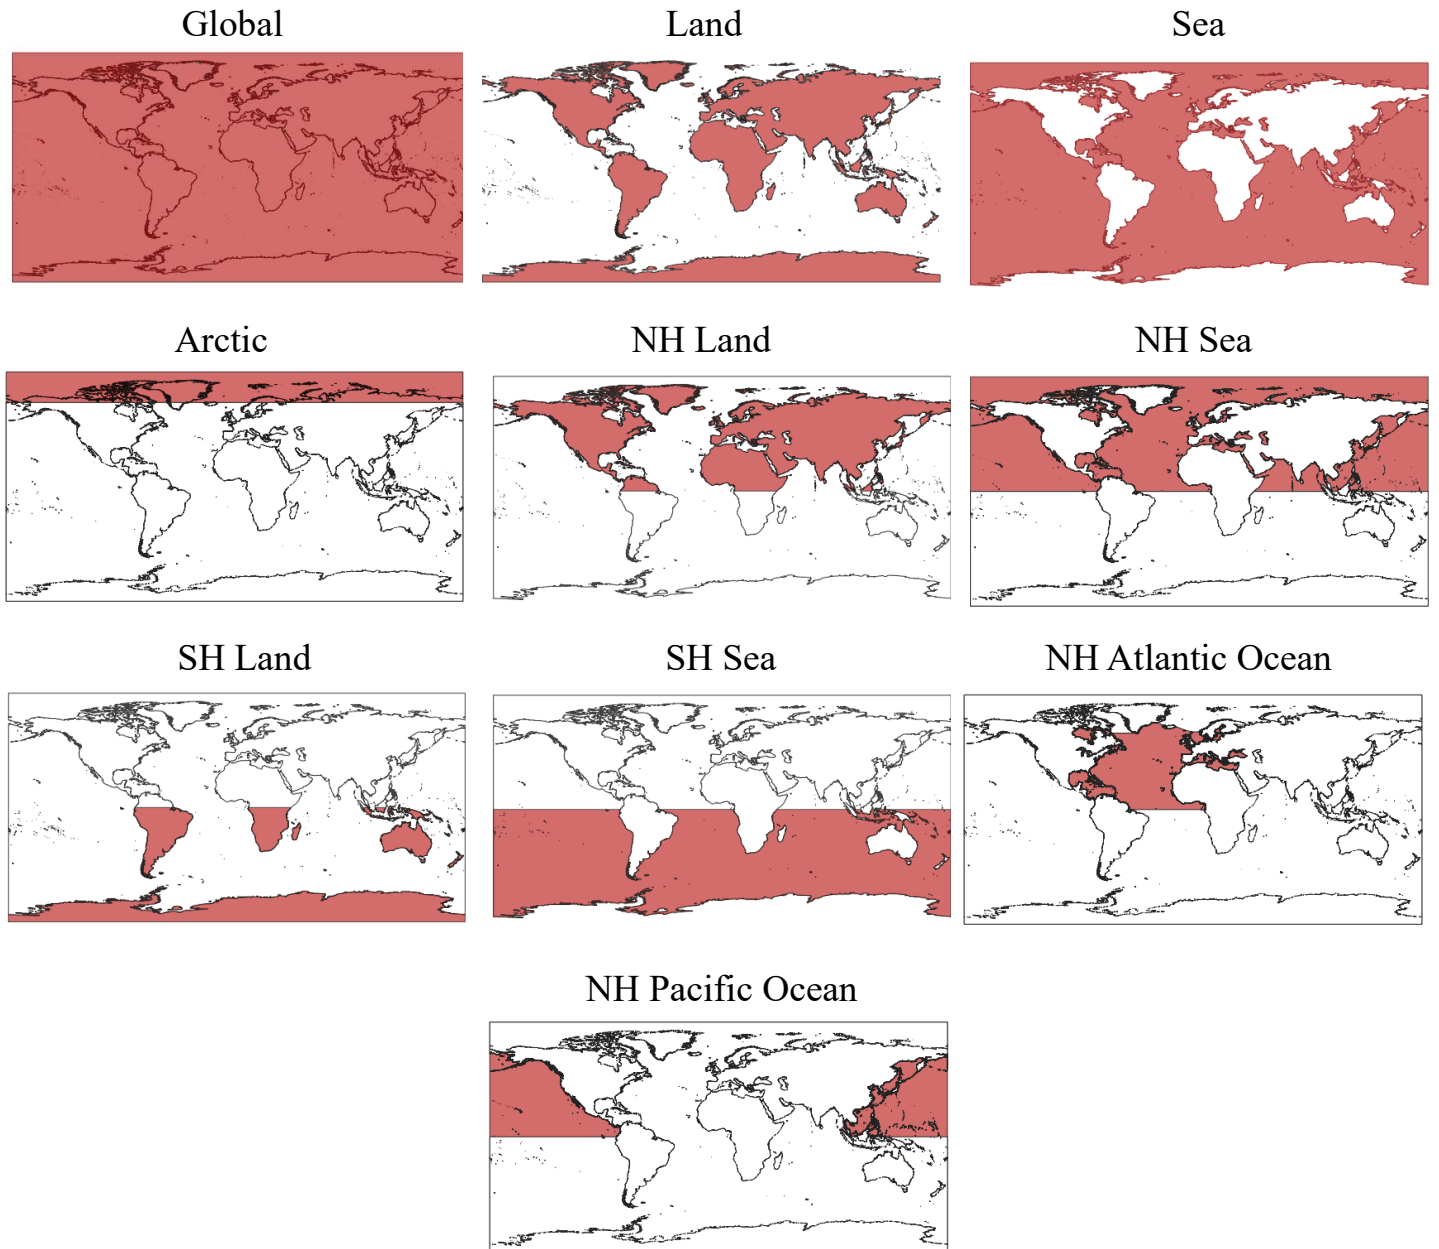 Global
Land
Sea
Arctic
NH Land
NH Sea
SH Land
SH Sea
NH Atlantic Ocean
NH Pacific Ocean